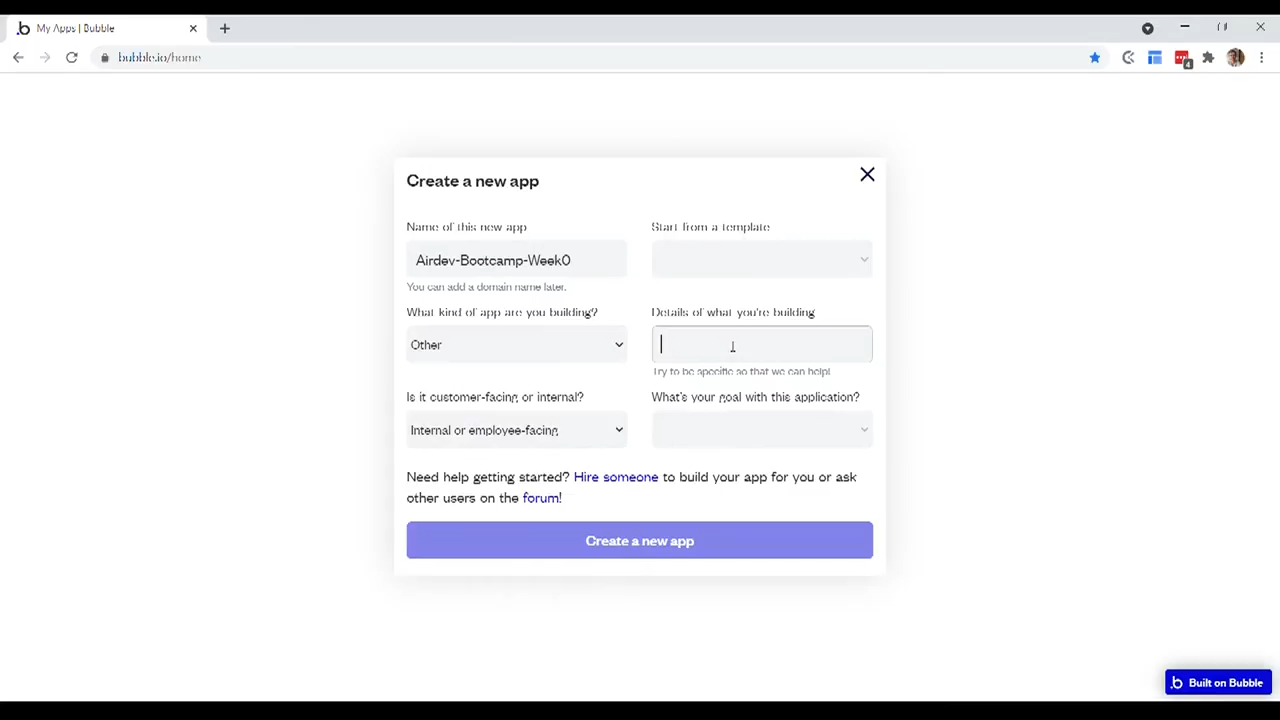 My Apps | Bubble
bubble.io/home
4
Create a new app
Name of this new app
Start from a template
Airdev-Bootcamp-Week0
You can add a domain name later.
What kind of app are you building?
Details of what you're building
Other
Try to be specific so that we can help!
Is it customer-facing or internal?
What's your goal with this application?
Internal or employee-facing
Need help getting started? Hire someone to build your app for you or ask
other users on the forum!
Create a new app
Built on Bubble